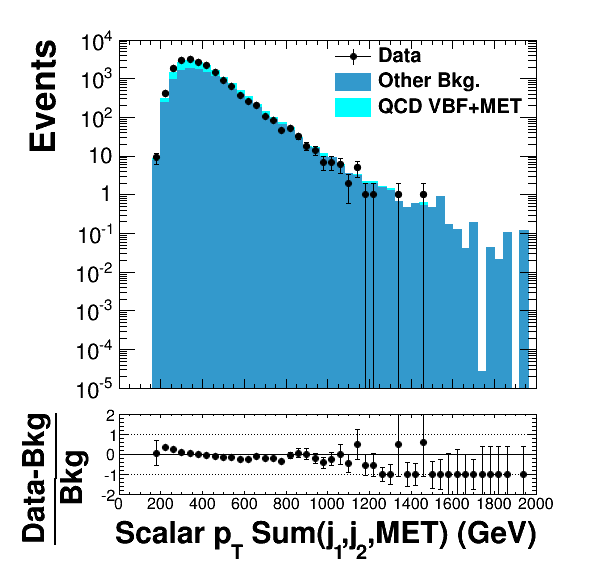 Events
10^4
10^3
10^2
10
1
10^-1
10^-2
10^-3
10^-4
10^-5
Data
Other Bkg.
QCD VBF+MET
Data-Bkg
Bkg
2
1
0
-1
-2
0 200 400 600 800 1000 1200 1400 1600 1800 2000
Scalar p_T Sum(j_1,j_2,MET) (GeV)